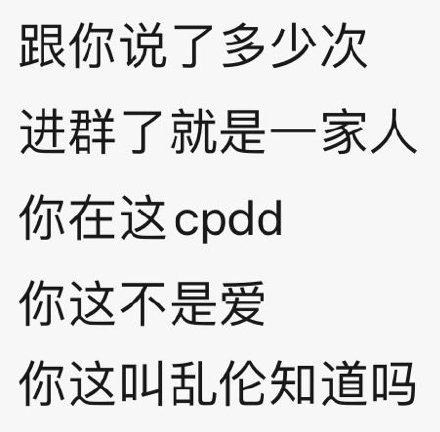 跟你说了多少次
进群了就是一家人
你在这cpdd
你这不是爱
你这叫乱伦知道吗